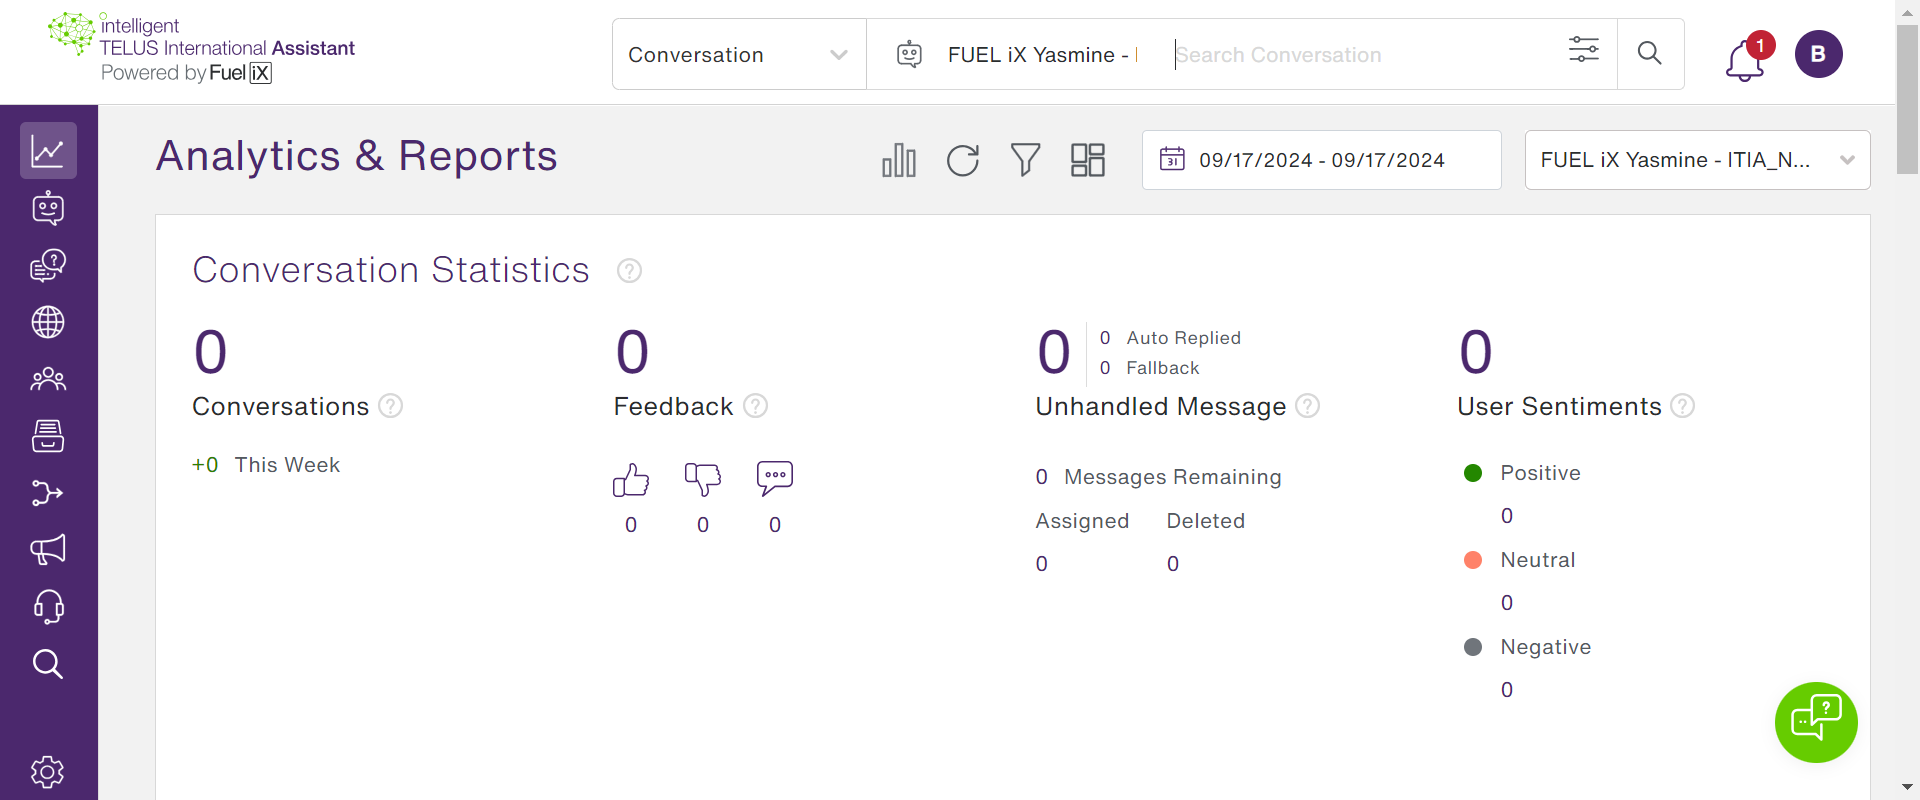 intelligent
TELUS International Assistant
Powered by Fuel iX
Conversation
FUEL iX Yasmine -
Search Conversation
1
B
Analytics & Reports
31
09/17/2024 - 09/17/2024
FUEL iX Yasmine - ITIA_N...
Conversation Statistics ?
0
Conversations ?
+0 This Week
0
Feedback ?
0 0 0
0
0 Auto Replied
0 Fallback
Unhandled Message ?
0 Messages Remaining
Assigned Deleted
0 0
0
User Sentiments ?
Positive
0
Neutral
0
Negative
0
?